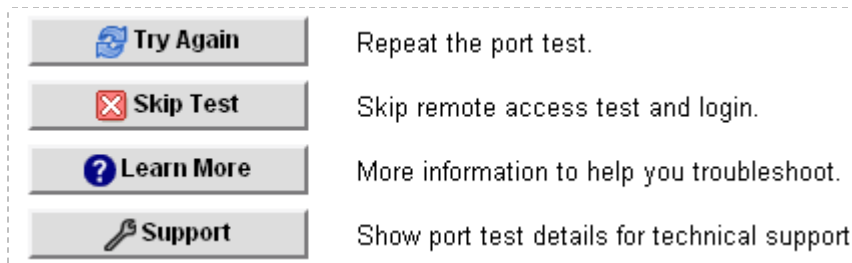 Try Again Repeat the port test.
Skip Test Skip remote access test and login.
Learn More More information to help you troubleshoot.
Support Show port test details for technical support